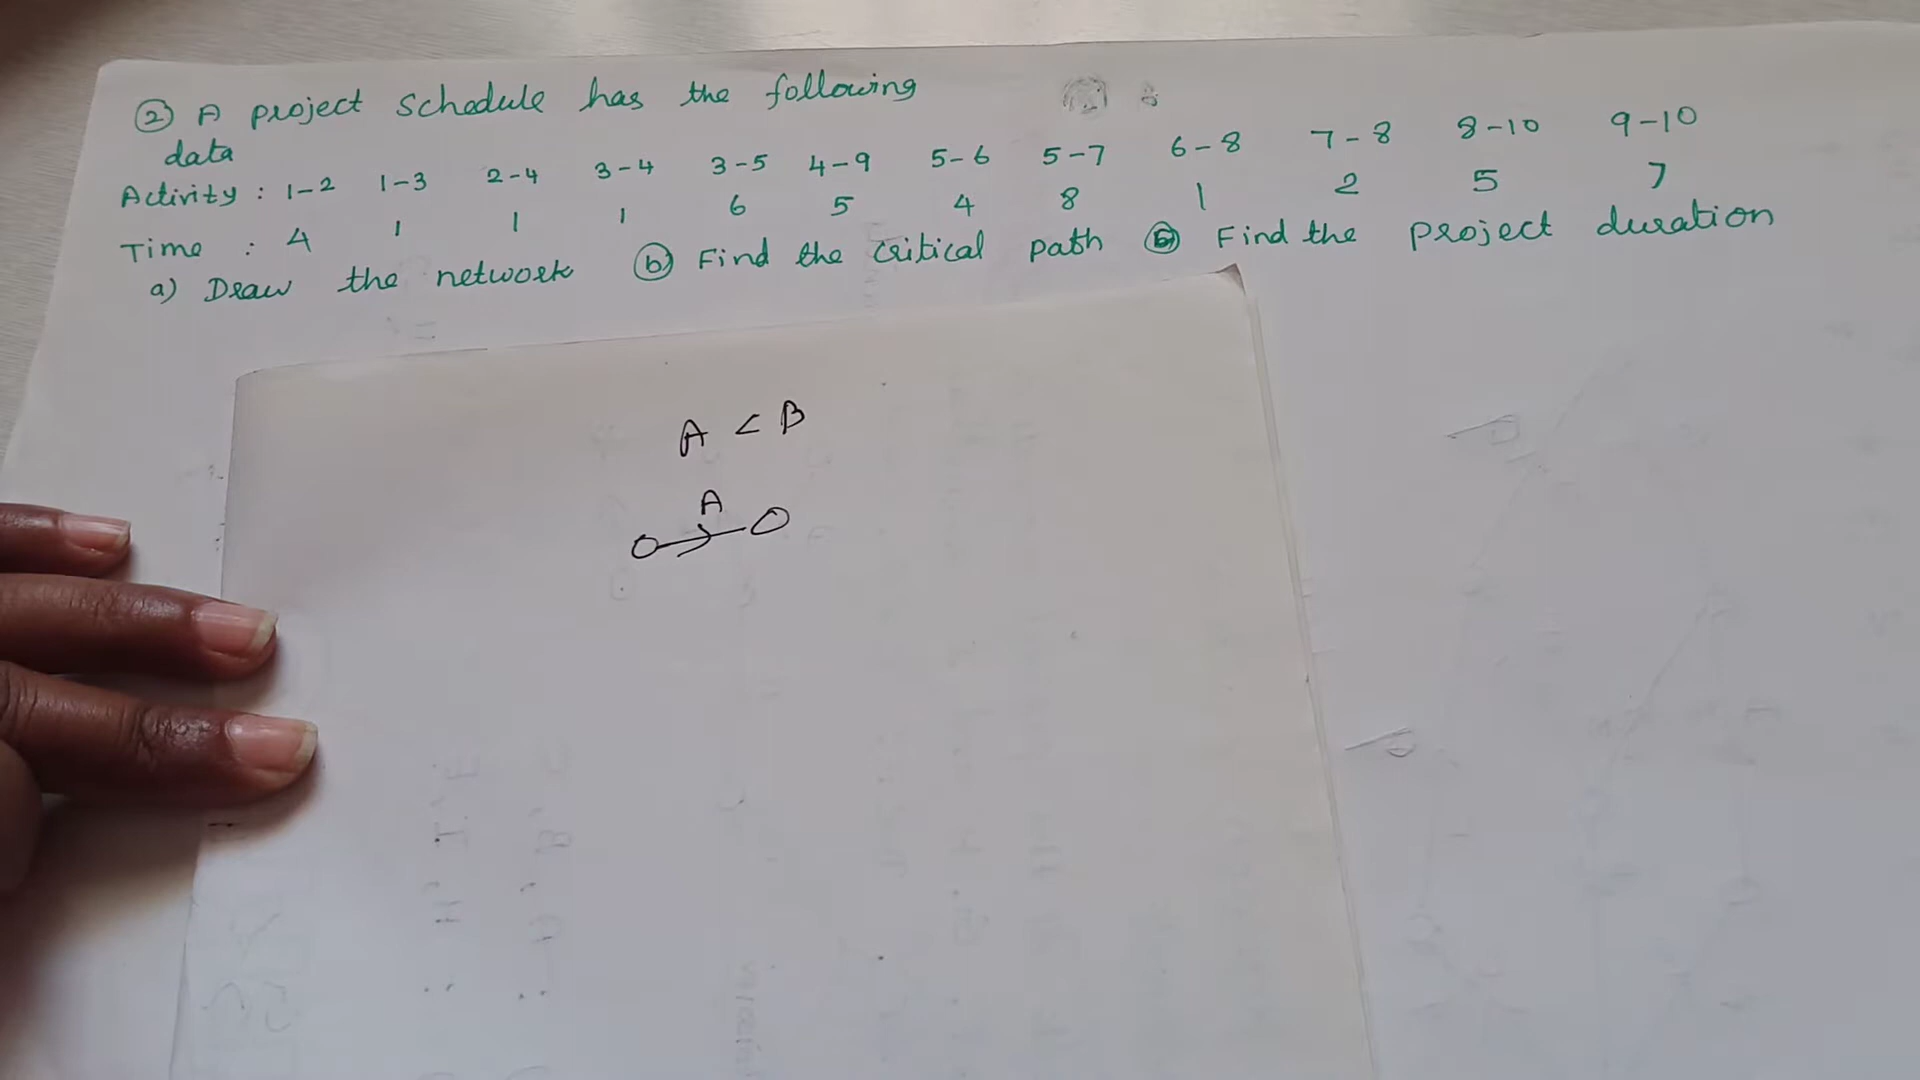 ② A project schedule has the following
data
Activity : 1-2 1-3 2-4 3-4 3-5 4-9 5-6 5-7 6-8 7-8 8-10 9-10
Time : 4 1 1 1 6 5 4 8 1 2 5 7
a) Draw the network ⓑ Find the critical path Find the project duration
A < B
A